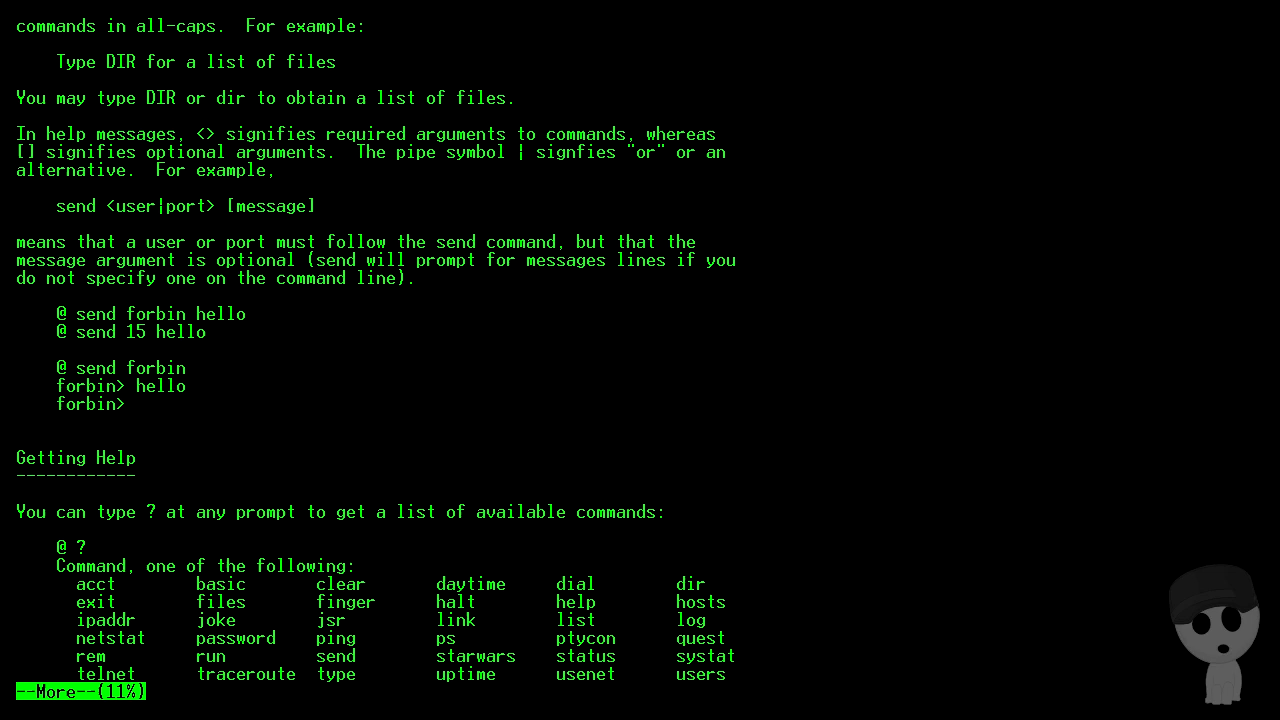 commands in all-caps.  For example:

    Type DIR for a list of files

You may type DIR or dir to obtain a list of files.

In help messages, <> signifies required arguments to commands, whereas
[] signifies optional arguments.  The pipe symbol | signfies "or" or an
alternative.  For example,

    send <user|port> [message]

means that a user or port must follow the send command, but that the
message argument is optional (send will prompt for messages lines if you
do not specify one on the command line).

    @ send forbin hello
    @ send 15 hello

    @ send forbin
    forbin> hello
    forbin>

Getting Help
------------

You can type ? at any prompt to get a list of available commands:

    @ ?
    Command, one of the following:
      acct        basic       clear       daytime     dial        dir
      exit        files       finger      halt        help        hosts
      ipaddr      joke        jsr         link        list        log
      netstat     password    ping        ps          ptycon      quest
      rem         run         send        starwars    status      systat
      telnet      traceroute  type        uptime      usenet      users
--More--(11%)